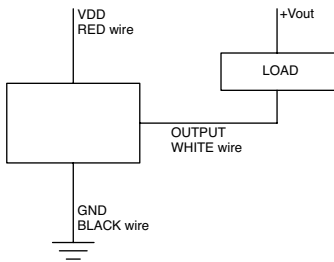 VDD
RED wire
+Vout
LOAD
OUTPUT
WHITE wire
GND
BLACK wire